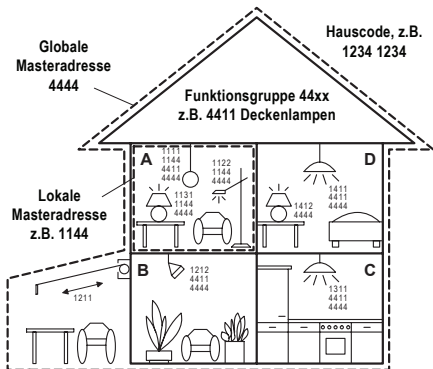 Globale
Masteradresse
4444
Hauscode, z.B.
1234 1234
Funktionsgruppe 44xx
z.B. 4411 Deckenlampen
Lokale
Masteradresse
z.B. 1144
A
1111
1144
4411
4444
1122
1144
4444
1131
1144
4444
D
1411
4411
4444
1412
4444
B
1212
4411
4444
1211
C
1311
4411
4444